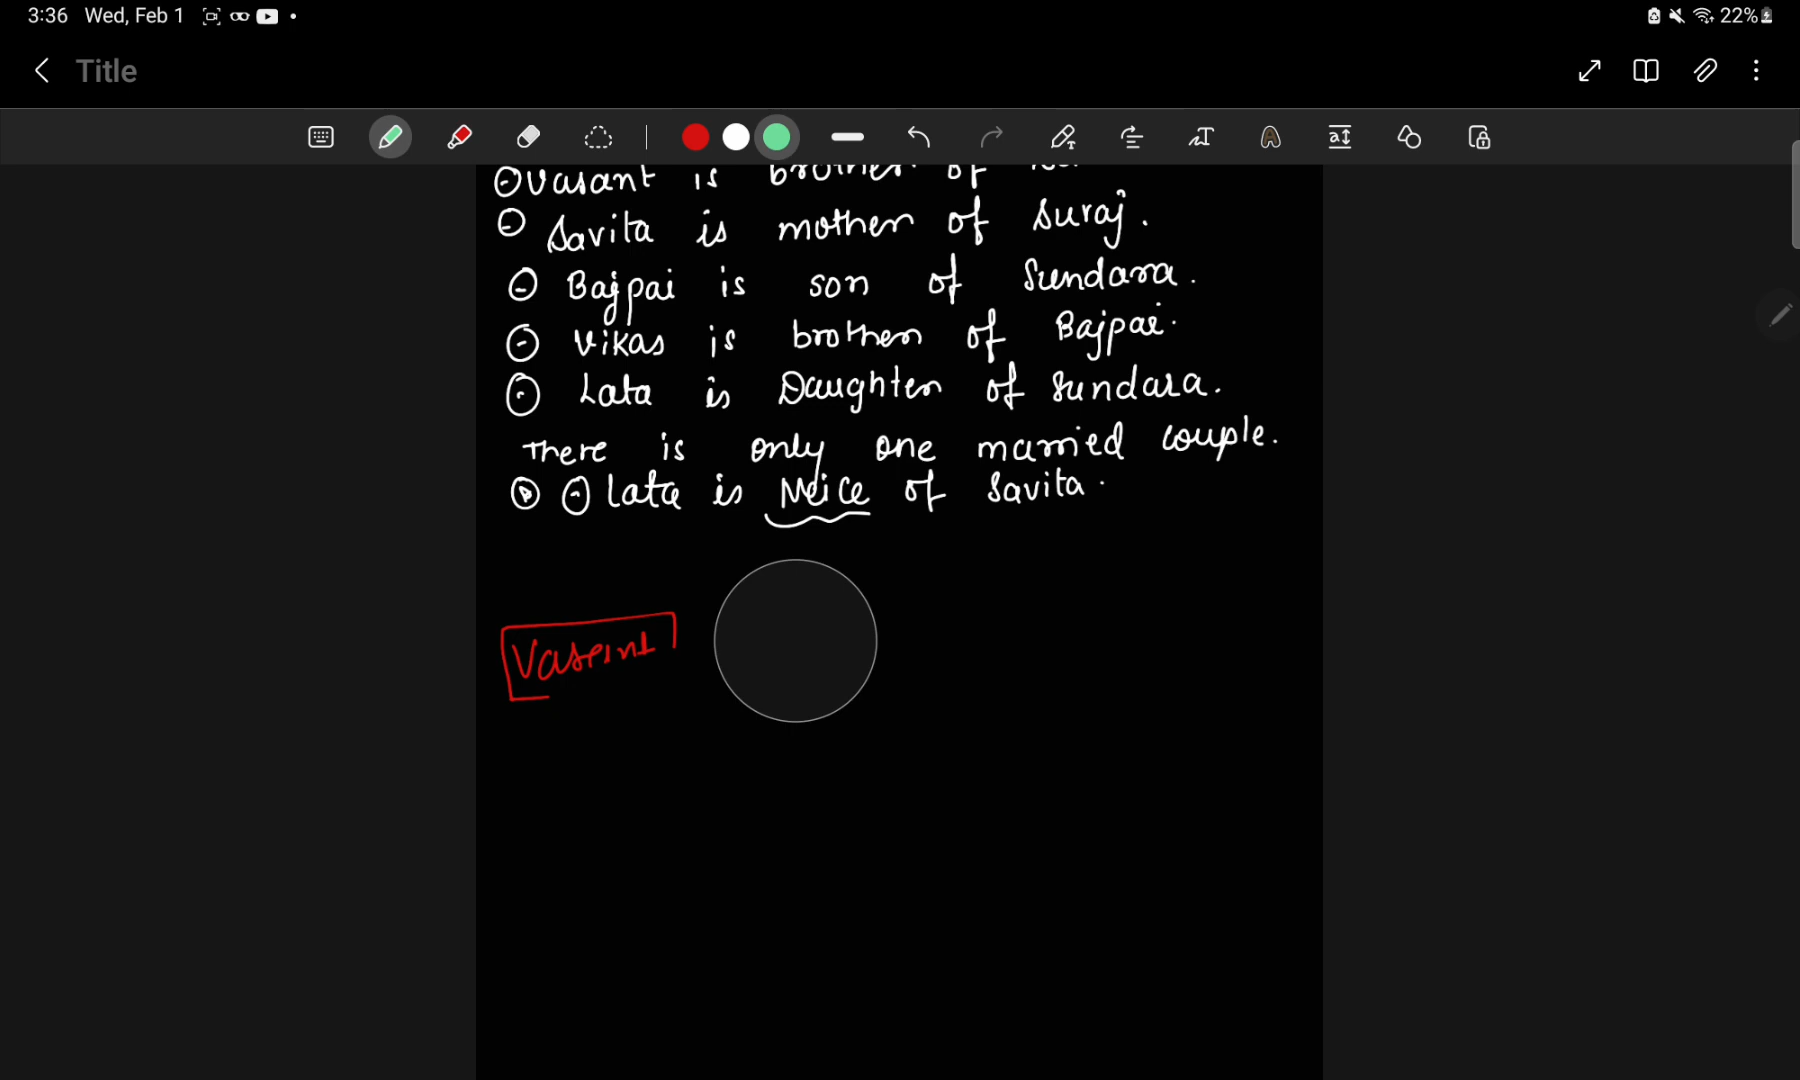 3:36 Wed, Feb 1
22%
Title
Vasant is brother of
Savita is mother of Suraj.
Bajpai is son of Sundara.
Vikas is brother of Bajpai.
Lata is Daughter of Sundara.
There is only one married couple.
Lata is Neice of Savita.
Vasant